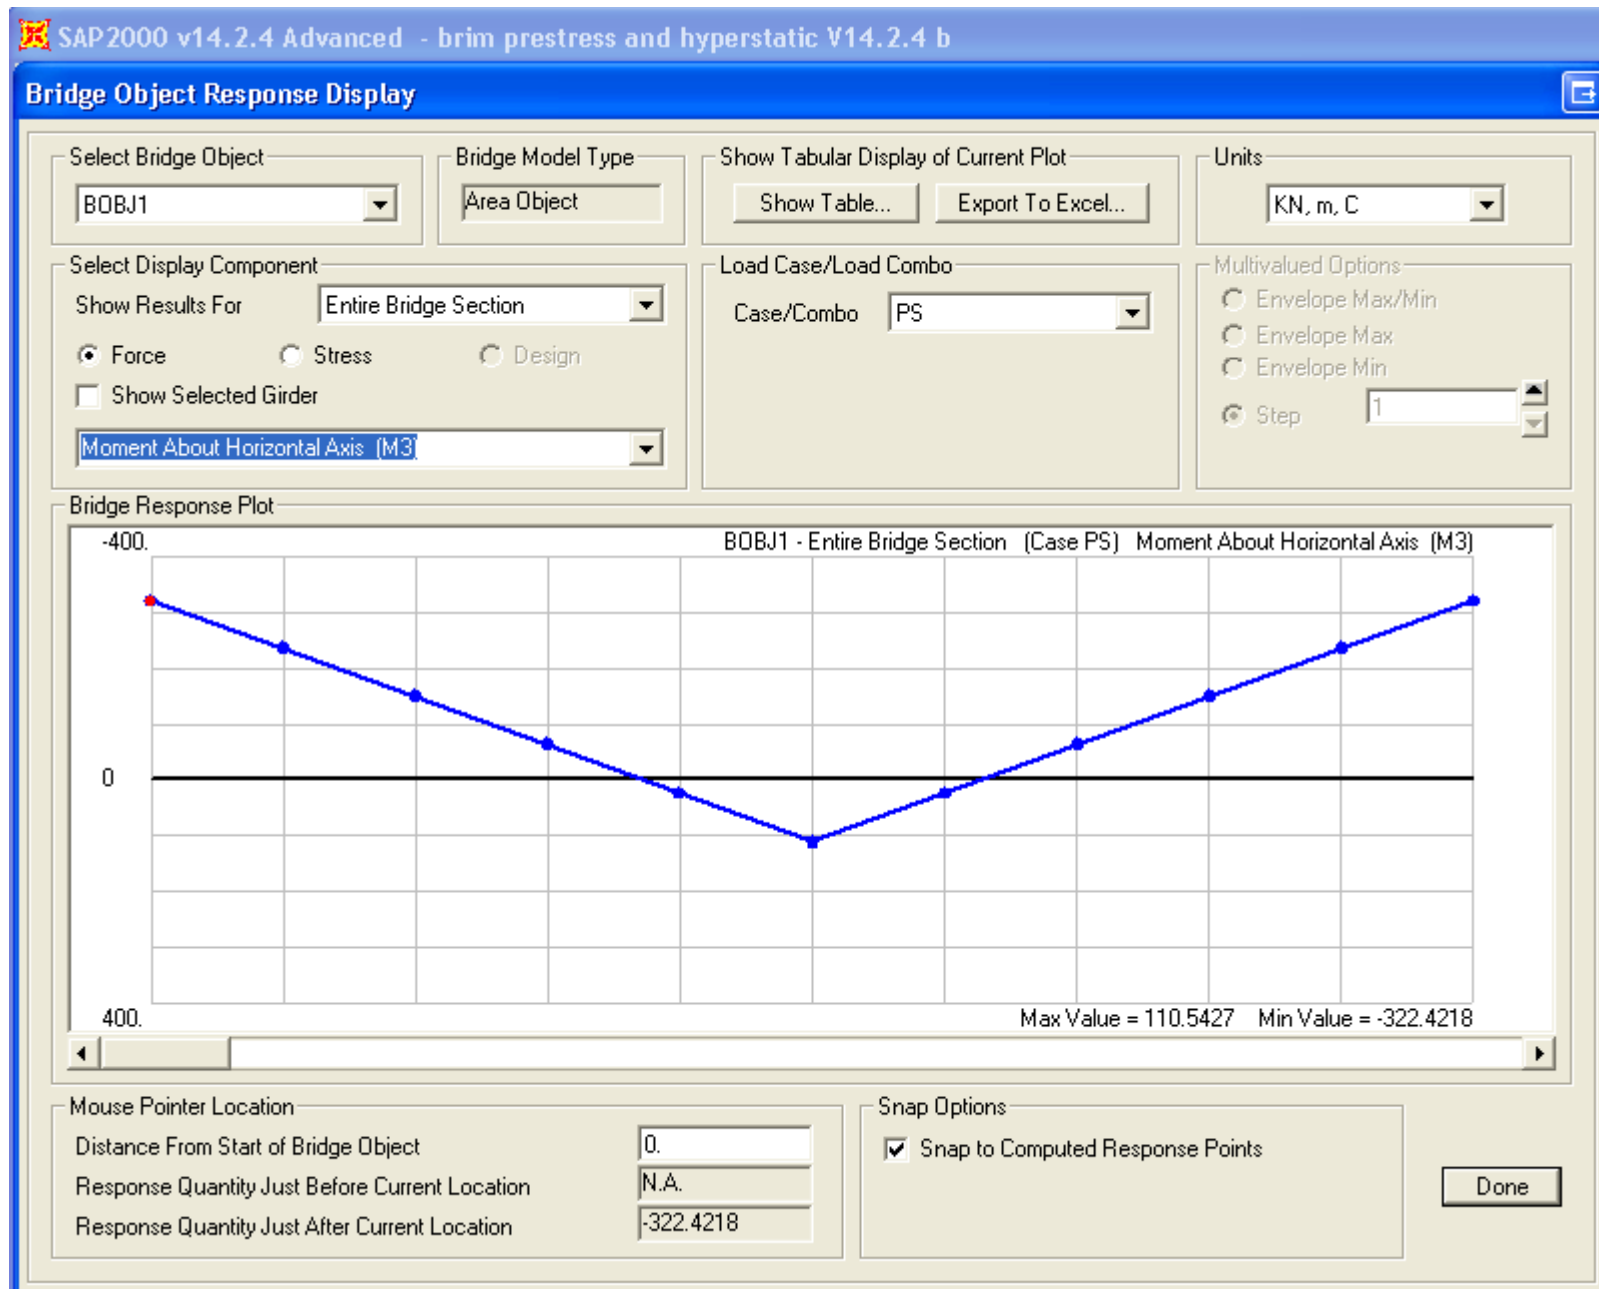 SAP2000 v14.2.4 Advanced - brim prestress and hyperstatic V14.2.4 b
Bridge Object Response Display
Select Bridge Object
BOBJ1
Bridge Model Type
Area Object
Show Tabular Display of Current Plot
Show Table...
Export To Excel...
Units
KN, m, C
Select Display Component
Show Results For
Entire Bridge Section
Force
Stress
Design
Show Selected Girder
Moment About Horizontal Axis (M3)
Load Case/Load Combo
Case/Combo
PS
Multivalued Options
Envelope Max/Min
Envelope Max
Envelope Min
Step
1
Bridge Response Plot
-400.
BOBJ1 - Entire Bridge Section (Case PS) Moment About Horizontal Axis (M3)
0
400.
Max Value = 110.5427 Min Value = -322.4218
Mouse Pointer Location
Distance From Start of Bridge Object
0.
Response Quantity Just Before Current Location
N.A.
Response Quantity Just After Current Location
-322.4218
Snap Options
Snap to Computed Response Points
Done